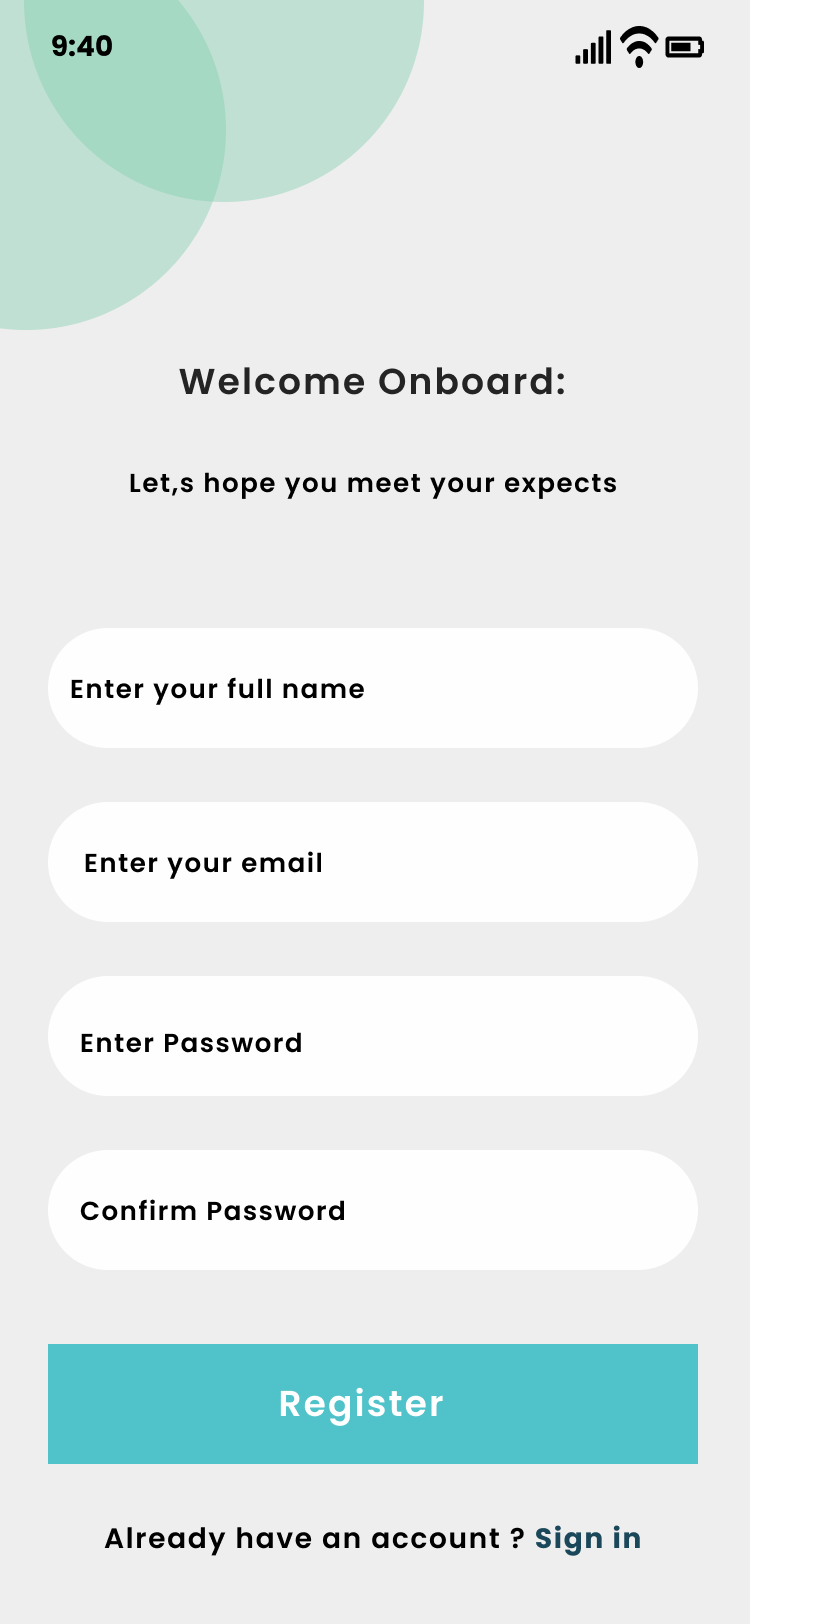 9:40
Welcome Onboard:
Let,s hope you meet your expects
Enter your full name
Enter your email
Enter Password
Confirm Password
Register
Already have an account ? Sign in